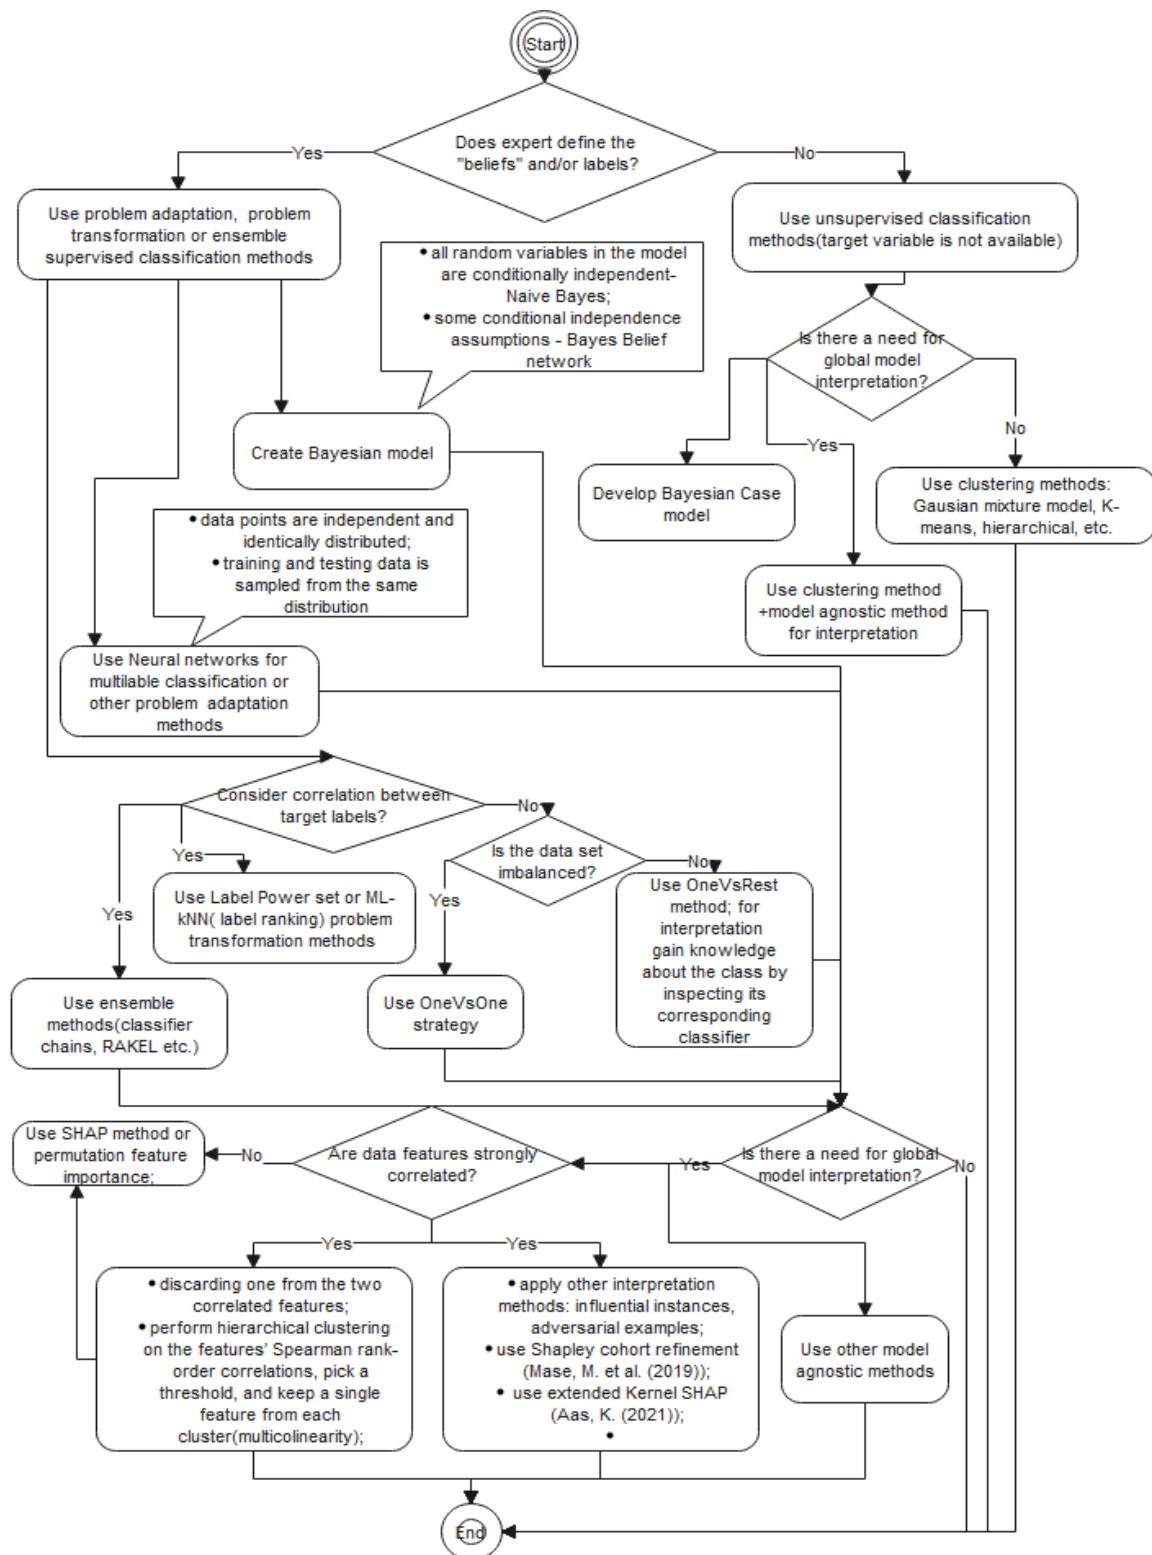 Start
Does expert define the
"beliefs" and/or labels?
Yes
No
Use problem adaptation, problem
transformation or ensemble
supervised classification methods
Use unsupervised classification
methods(target variable is not available)
• all random variables in the model
are conditionally independent-
Naive Bayes;
• some conditional independence
assumptions - Bayes Belief
network
Is there a need for
global model
interpretation?
Create Bayesian model
Yes
No
Develop Bayesian Case
model
Use clustering methods:
Gausian mixture model, K-
means, hierarchical, etc.
• data points are independent and
identically distributed;
• training and testing data is
sampled from the same
distribution
Use clustering method
+model agnostic method
for interpretation
Use Neural networks for
multilable classification or
other problem adaptation
methods
Consider correlation between
target labels?
No
Yes
Yes
Is the data set
imbalanced?
No
Yes
Use Label Power set or ML-
kNN( label ranking) problem
transformation methods
Use OneVsRest
method; for
interpretation
gain knowledge
about the class by
inspecting its
corresponding
classifier
Use ensemble
methods(classifier
chains, RAKEL etc.)
Use OneVsOne
strategy
Use SHAP method or
permutation feature
importance;
No
Are data features strongly
correlated?
Yes
Is there a need for global
model interpretation?
No
Yes
Yes
• discarding one from the two
correlated features;
• perform hierarchical clustering
on the features' Spearman rank-
order correlations, pick a
threshold, and keep a single
feature from each
cluster(multicolinearity);
• apply other interpretation
methods: influential instances,
adversarial examples;
• use Shapley cohort refinement
(Mase, M. et al. (2019));
• use extended Kernel SHAP
(Aas, K. (2021));
•
Use other model
agnostic methods
End